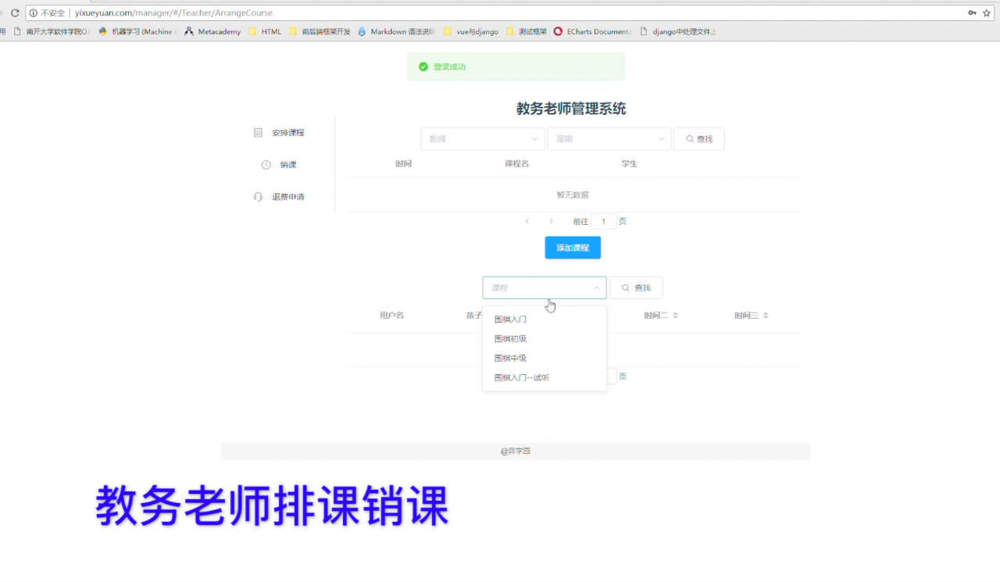 不安全 yixueyuan.com/manager/#/Teacher/ArrangeCourse
用 南开大学软件学院OJ 机器学习 (Machine Metacademy HTML 前后端框架开发 Markdown 语法说明 vue与django 测试框架 ECharts Documenta django中处理文件上
登录成功
教务老师管理系统
安排课程
销课
退费申请
教师 星期 查找
时间 课程名 学生
暂无数据
前往 1 页
添加课程
课程 查找
用户名 孩子 时间二 时间三
围棋入门
围棋初级
围棋中级
围棋入门--试听
页
@弈学园
教务老师排课销课